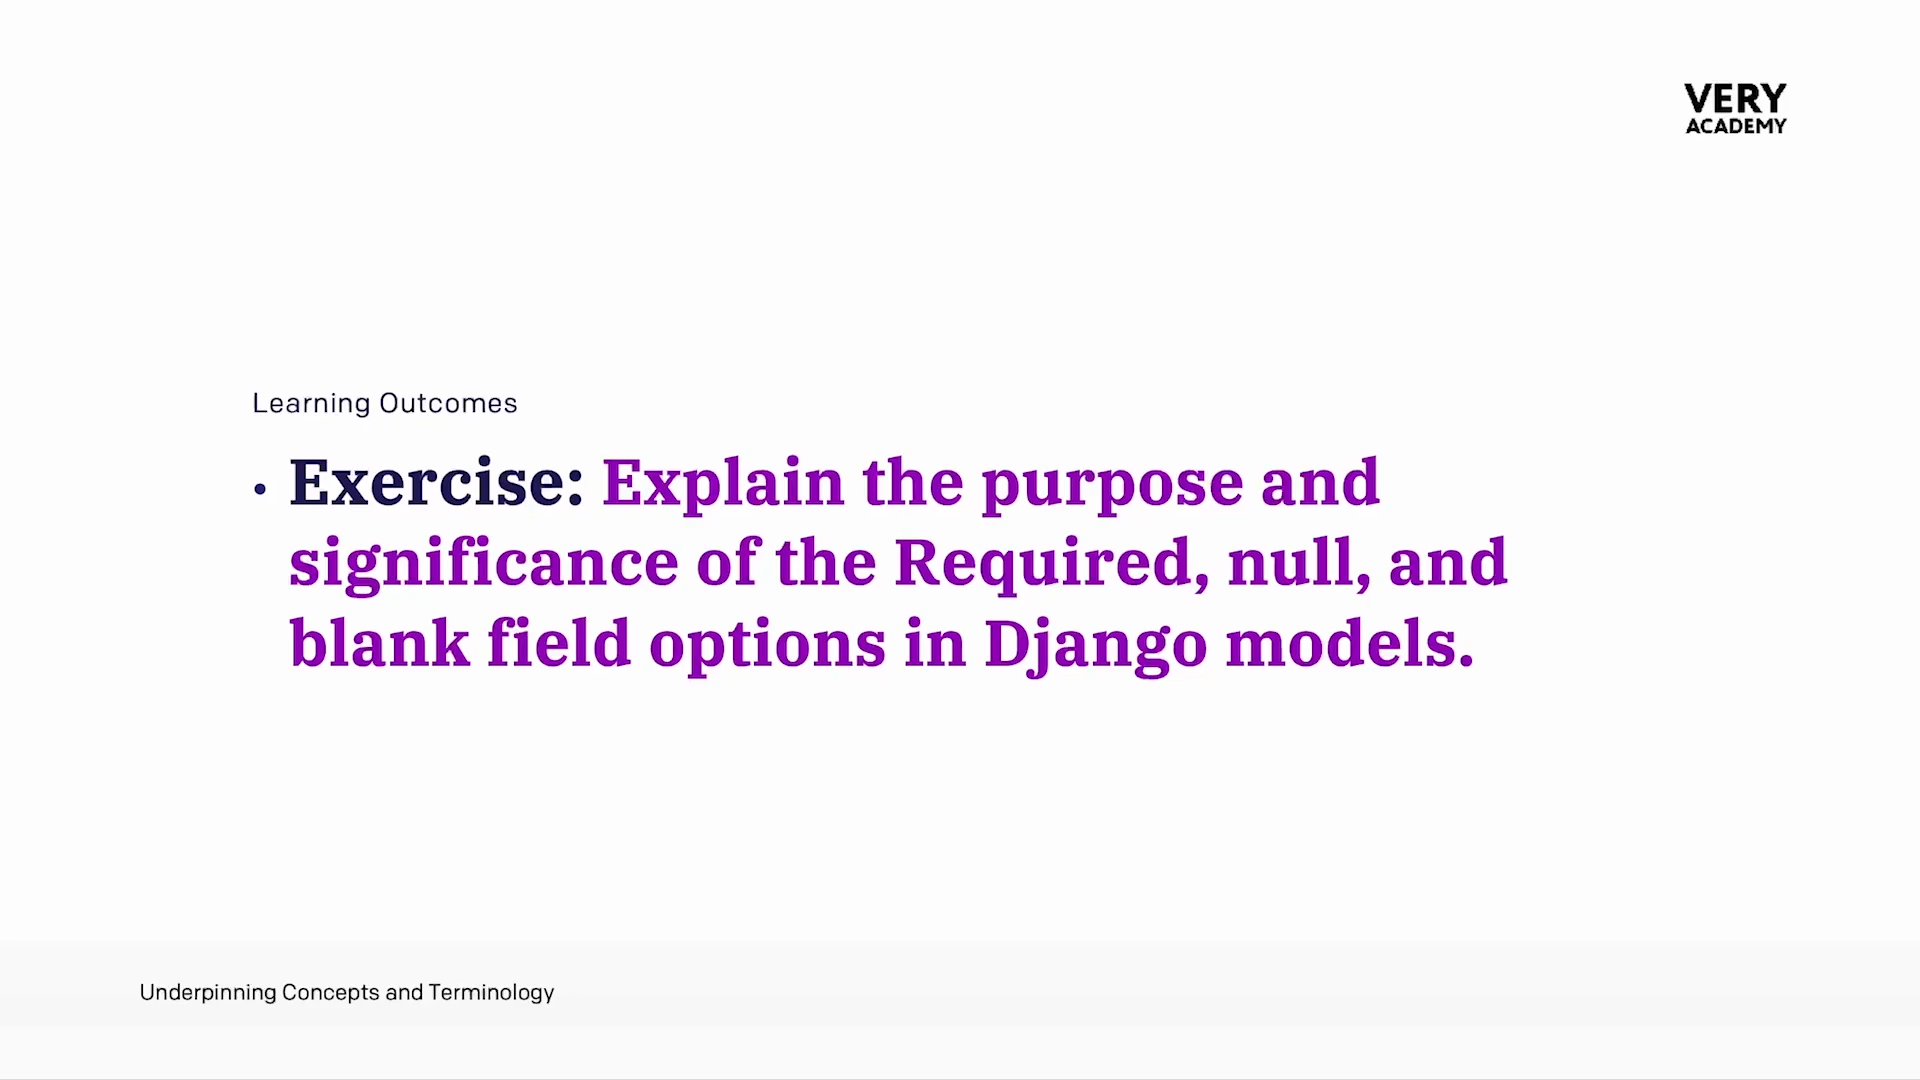 VERY
ACADEMY
Learning Outcomes
• Exercise: Explain the purpose and
significance of the Required, null, and
blank field options in Django models.
Underpinning Concepts and Terminology